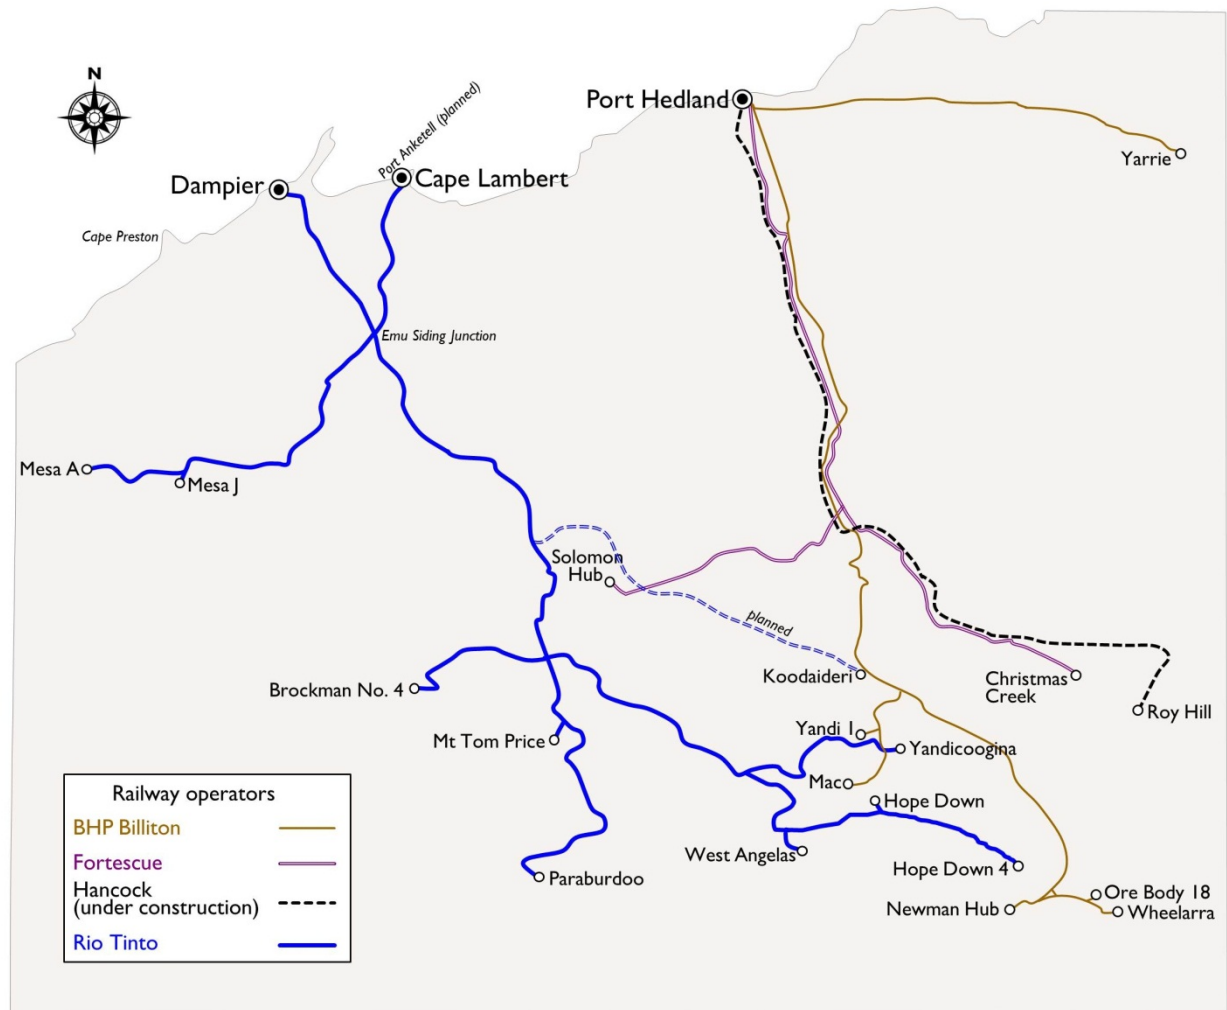 N
Port Hedland
Port Anketell (planned)
Yarrie
Dampier
Cape Lambert
Cape Preston
Emu Siding Junction
Mesa A
Mesa J
Solomon
Hub
planned
Koodaideri
Christmas
Creek
Brockman No. 4
Roy Hill
Yandi 1
Mt Tom Price
Yandicoogina
Mac
Hope Down
West Angelas
Hope Down 4
Paraburdoo
Ore Body 18
Newman Hub
Wheelarra
Railway operators
BHP Billiton
Fortescue
Hancock
(under construction)
Rio Tinto